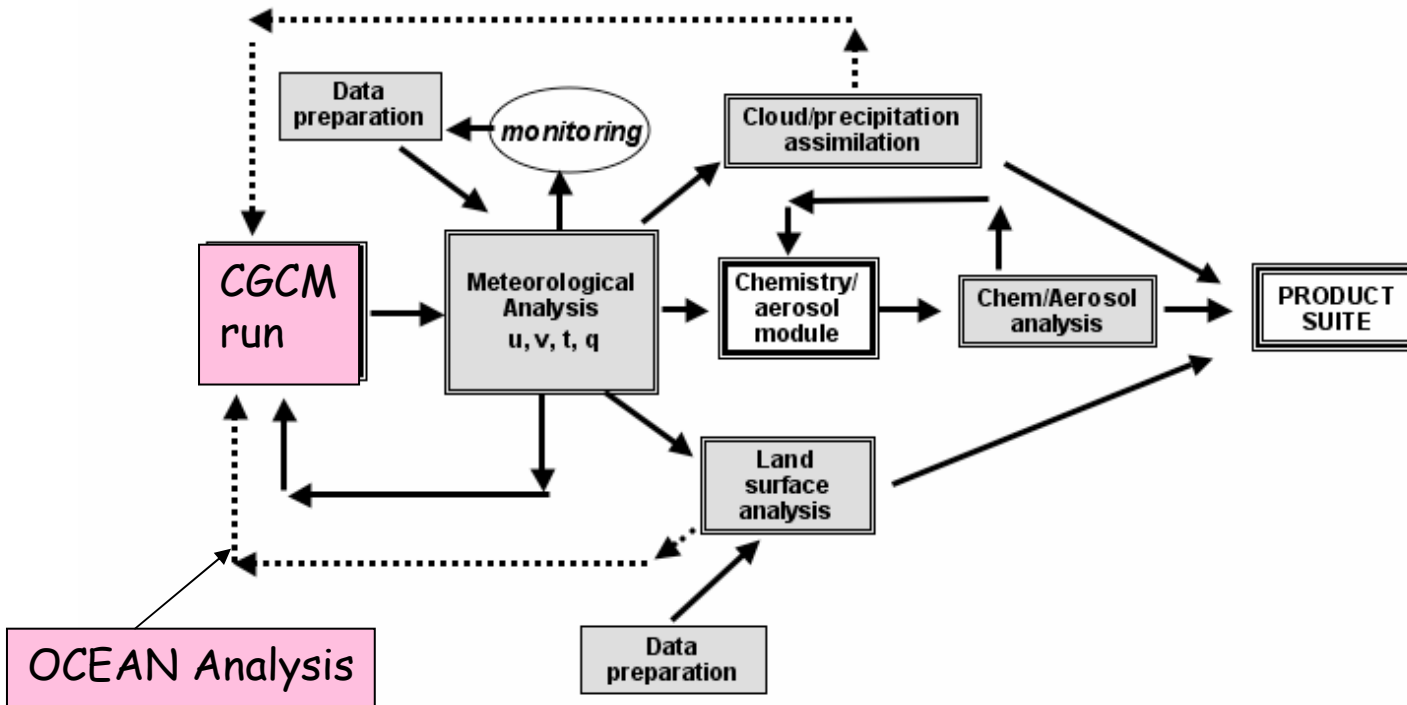 Data
preparation
monitoring
Cloud/precipitation
assimilation
CGCM
run
Meteorological
Analysis
u, v, t, q
Chemistry/
aerosol
module
Chem/Aerosol
analysis
PRODUCT
SUITE
Land
surface
analysis
OCEAN Analysis
Data
preparation